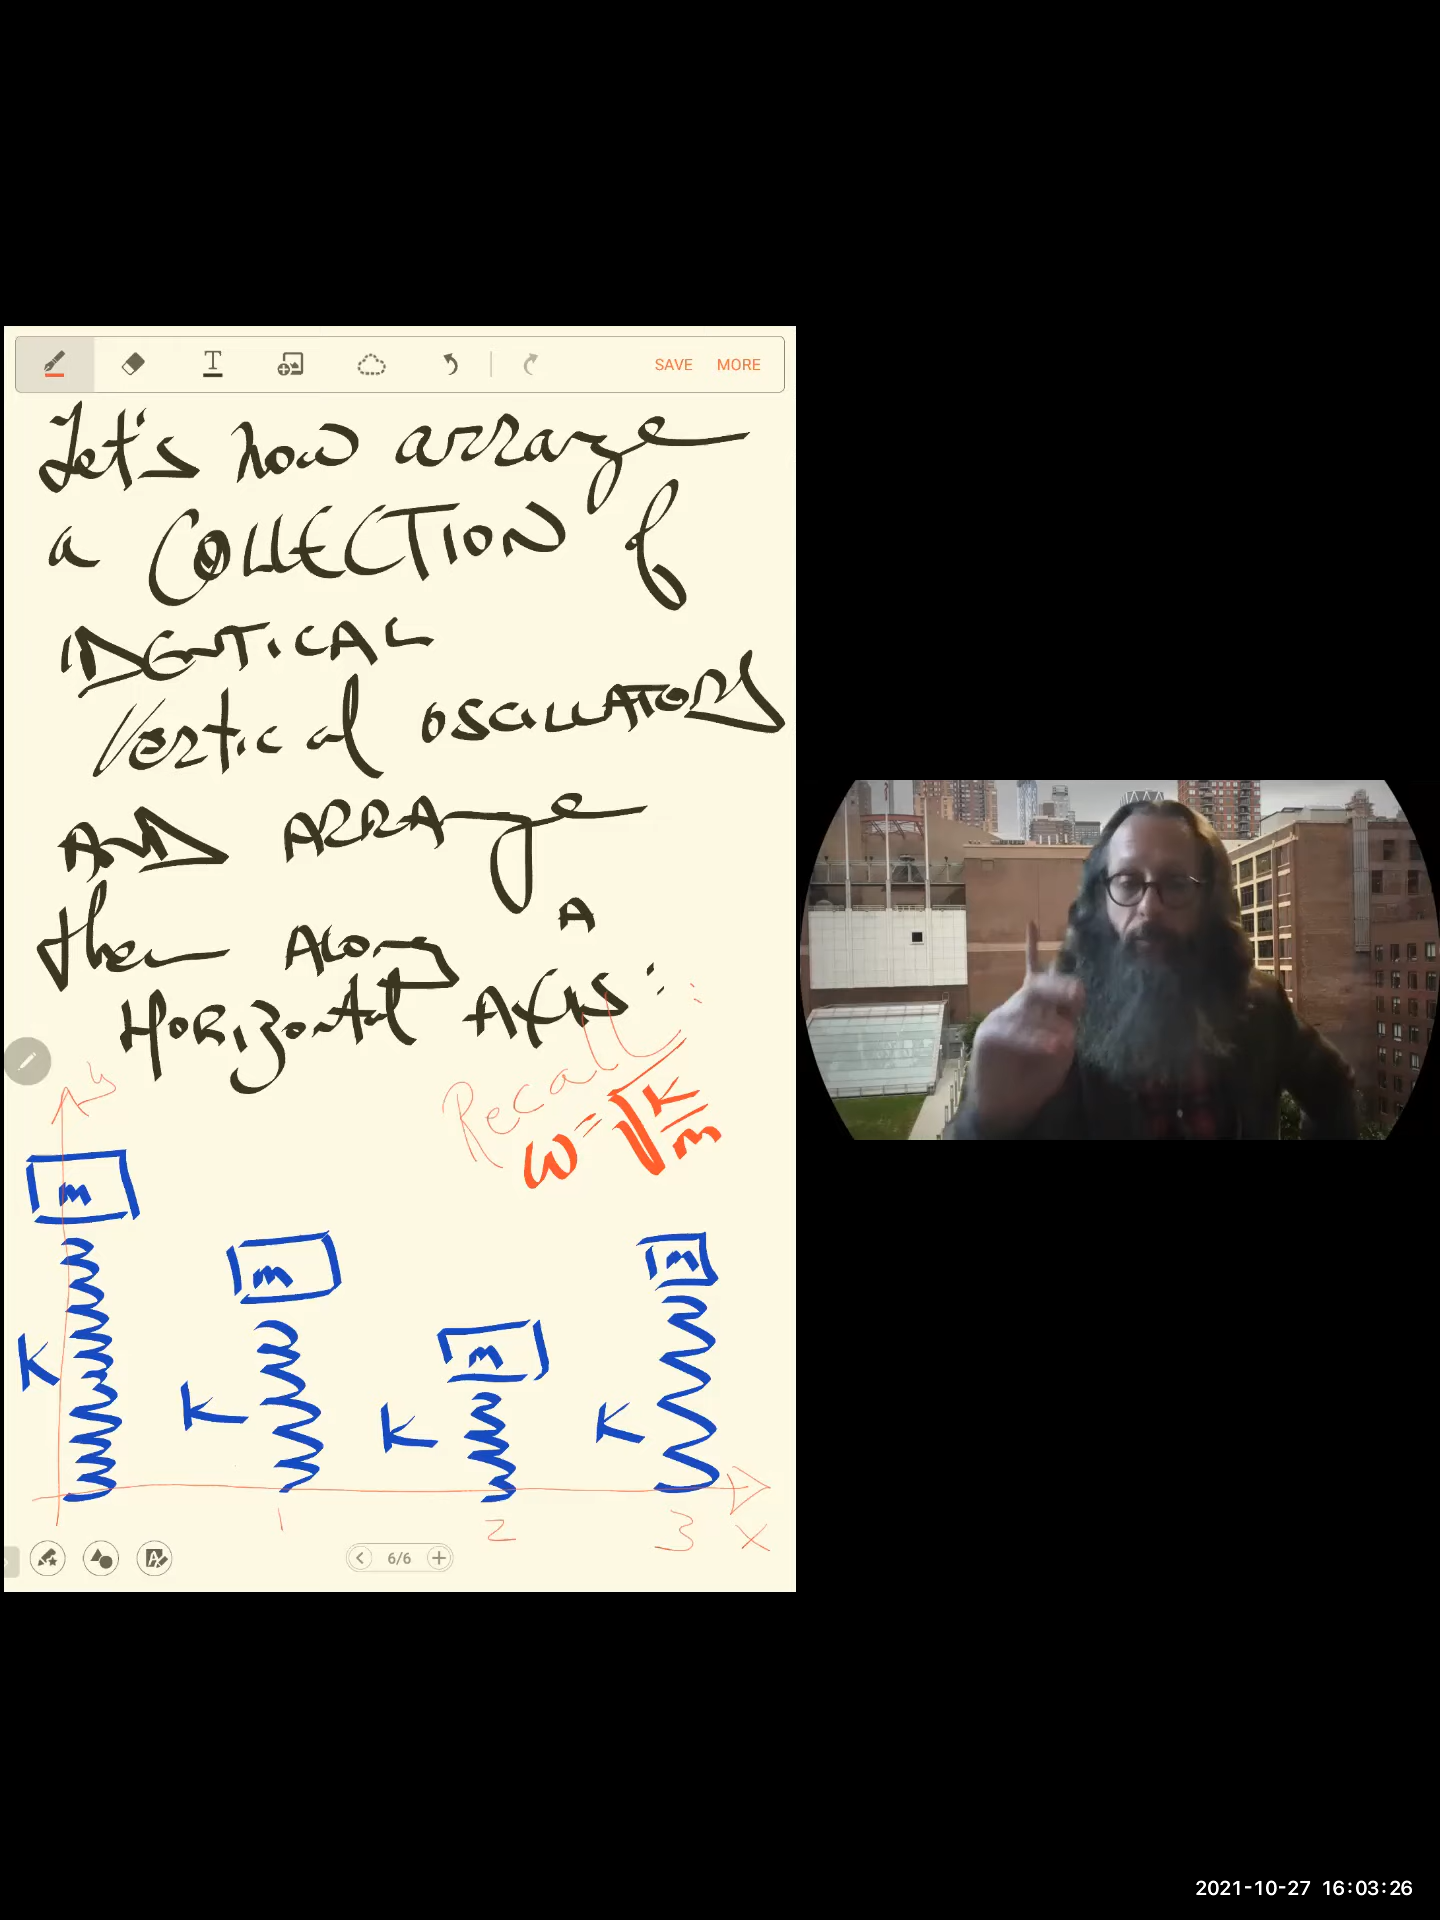 SAVE MORE
Let's now arrange
a COLLECTION of
IDENTICAL
Vertical OSCILLATORY
AND ARRAnge
them Along A
HORIZontal AXIS :
Recall :
ω = √K/m
y
m
m
m
m
K
K
K
K
1 2 3 x
6/6
2021-10-27 16:03:26